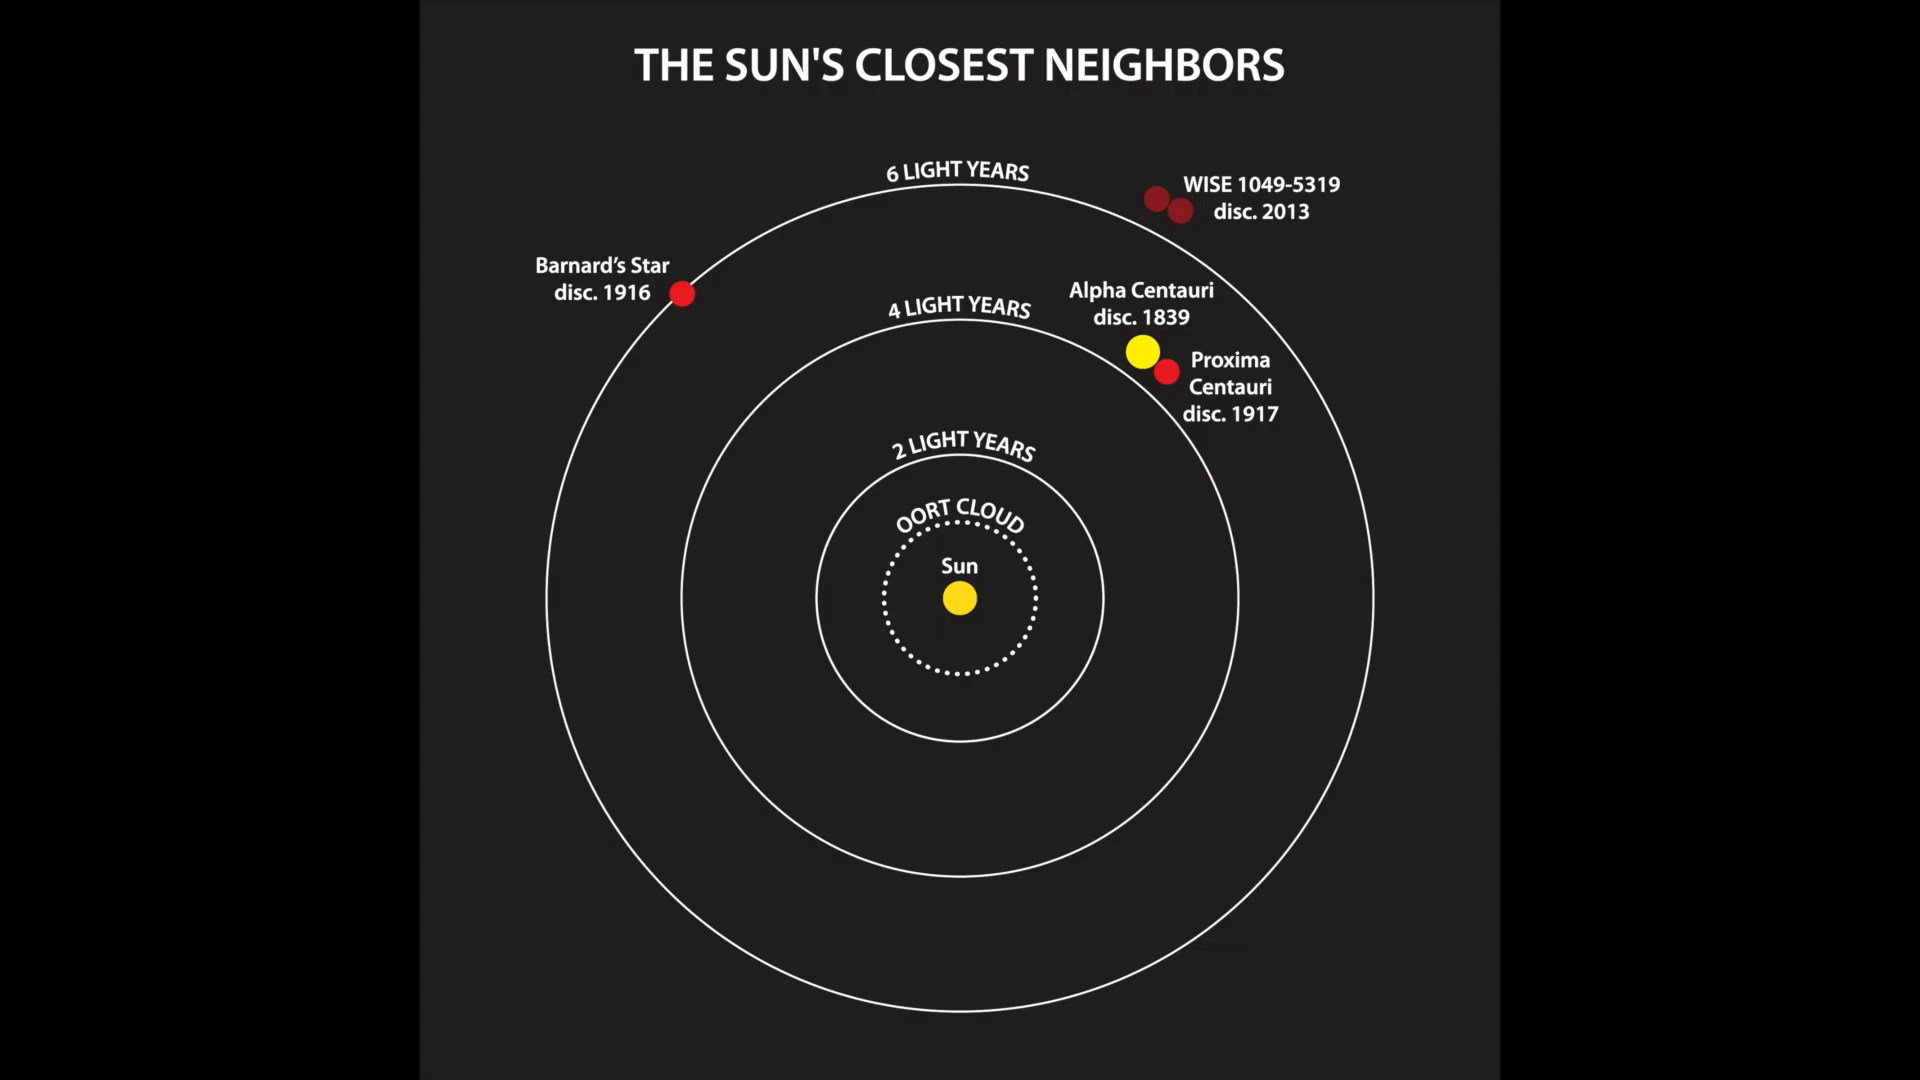 THE SUN'S CLOSEST NEIGHBORS
6 LIGHT YEARS
WISE 1049-5319
disc. 2013
Barnard’s Star
disc. 1916
4 LIGHT YEARS
Alpha Centauri
disc. 1839
Proxima
Centauri
disc. 1917
2 LIGHT YEARS
OORT CLOUD
Sun